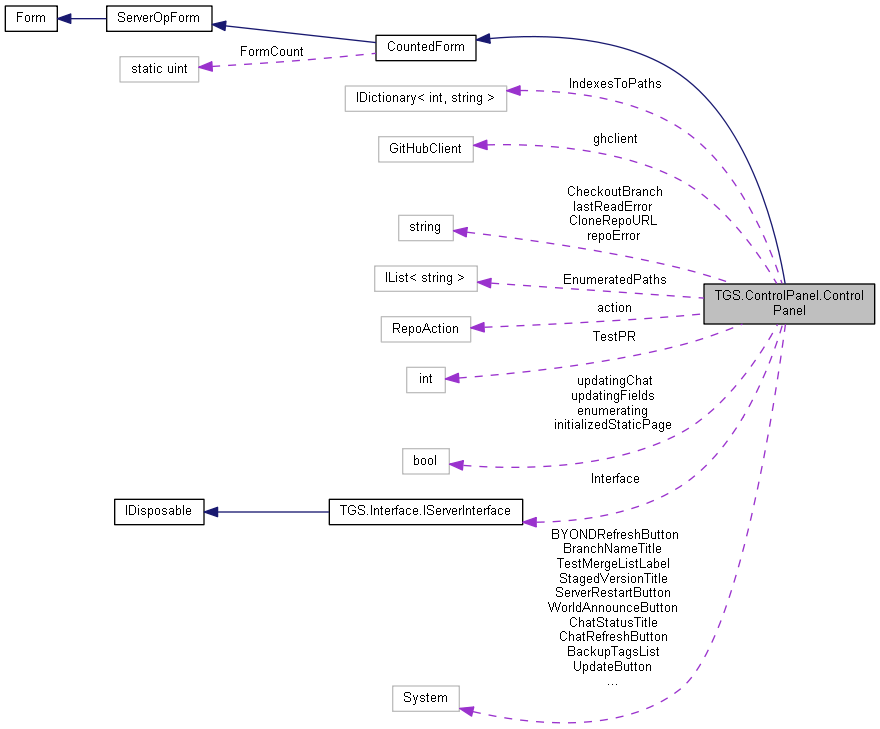 Form
ServerOpForm
CountedForm
FormCount
static uint
IndexesToPaths
IDictionary< int, string >
ghclient
GitHubClient
CheckoutBranch
lastReadError
CloneRepoURL
repoError
string
EnumeratedPaths
IList< string >
TGS.ControlPanel.Control
Panel
action
RepoAction
TestPR
int
updatingChat
updatingFields
enumerating
initializedStaticPage
bool
Interface
IDisposable
TGS.Interface.IServerInterface
BYONDRefreshButton
BranchNameTitle
TestMergeListLabel
StagedVersionTitle
ServerRestartButton
WorldAnnounceButton
ChatStatusTitle
ChatRefreshButton
BackupTagsList
UpdateButton
...
System